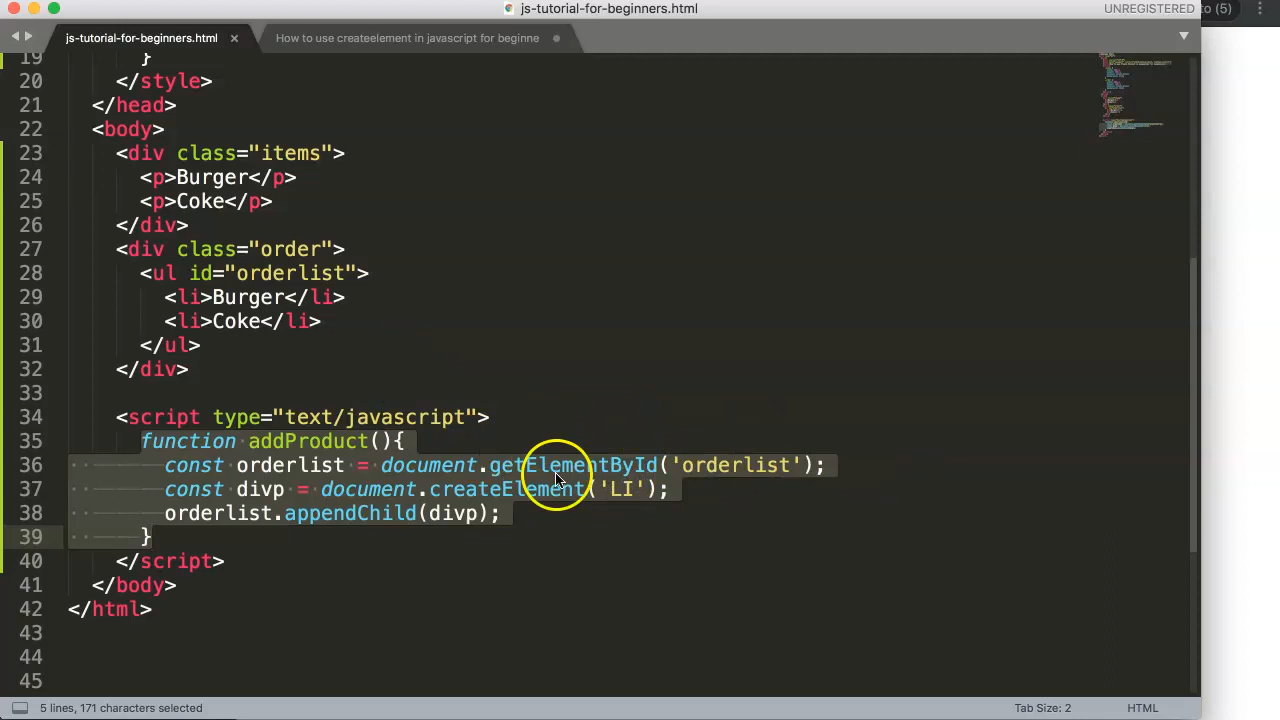 js-tutorial-for-beginners.html
UNREGISTERED
to (5)
js-tutorial-for-beginners.html ×
How to use createelement in javascript for beginne
19 }
20 </style>
21 </head>
22 <body>
23 <div class="items">
24 <p>Burger</p>
25 <p>Coke</p>
26 </div>
27 <div class="order">
28 <ul id="orderlist">
29 <li>Burger</li>
30 <li>Coke</li>
31 </ul>
32 </div>
33
34 <script type="text/javascript">
35 function addProduct(){
36 const orderlist = document.getElementById('orderlist');
37 const divp = document.createElement('LI');
38 orderlist.appendChild(divp);
39 }
40 </script>
41 </body>
42 </html>
43
44
45
5 lines, 171 characters selected
Tab Size: 2
HTML